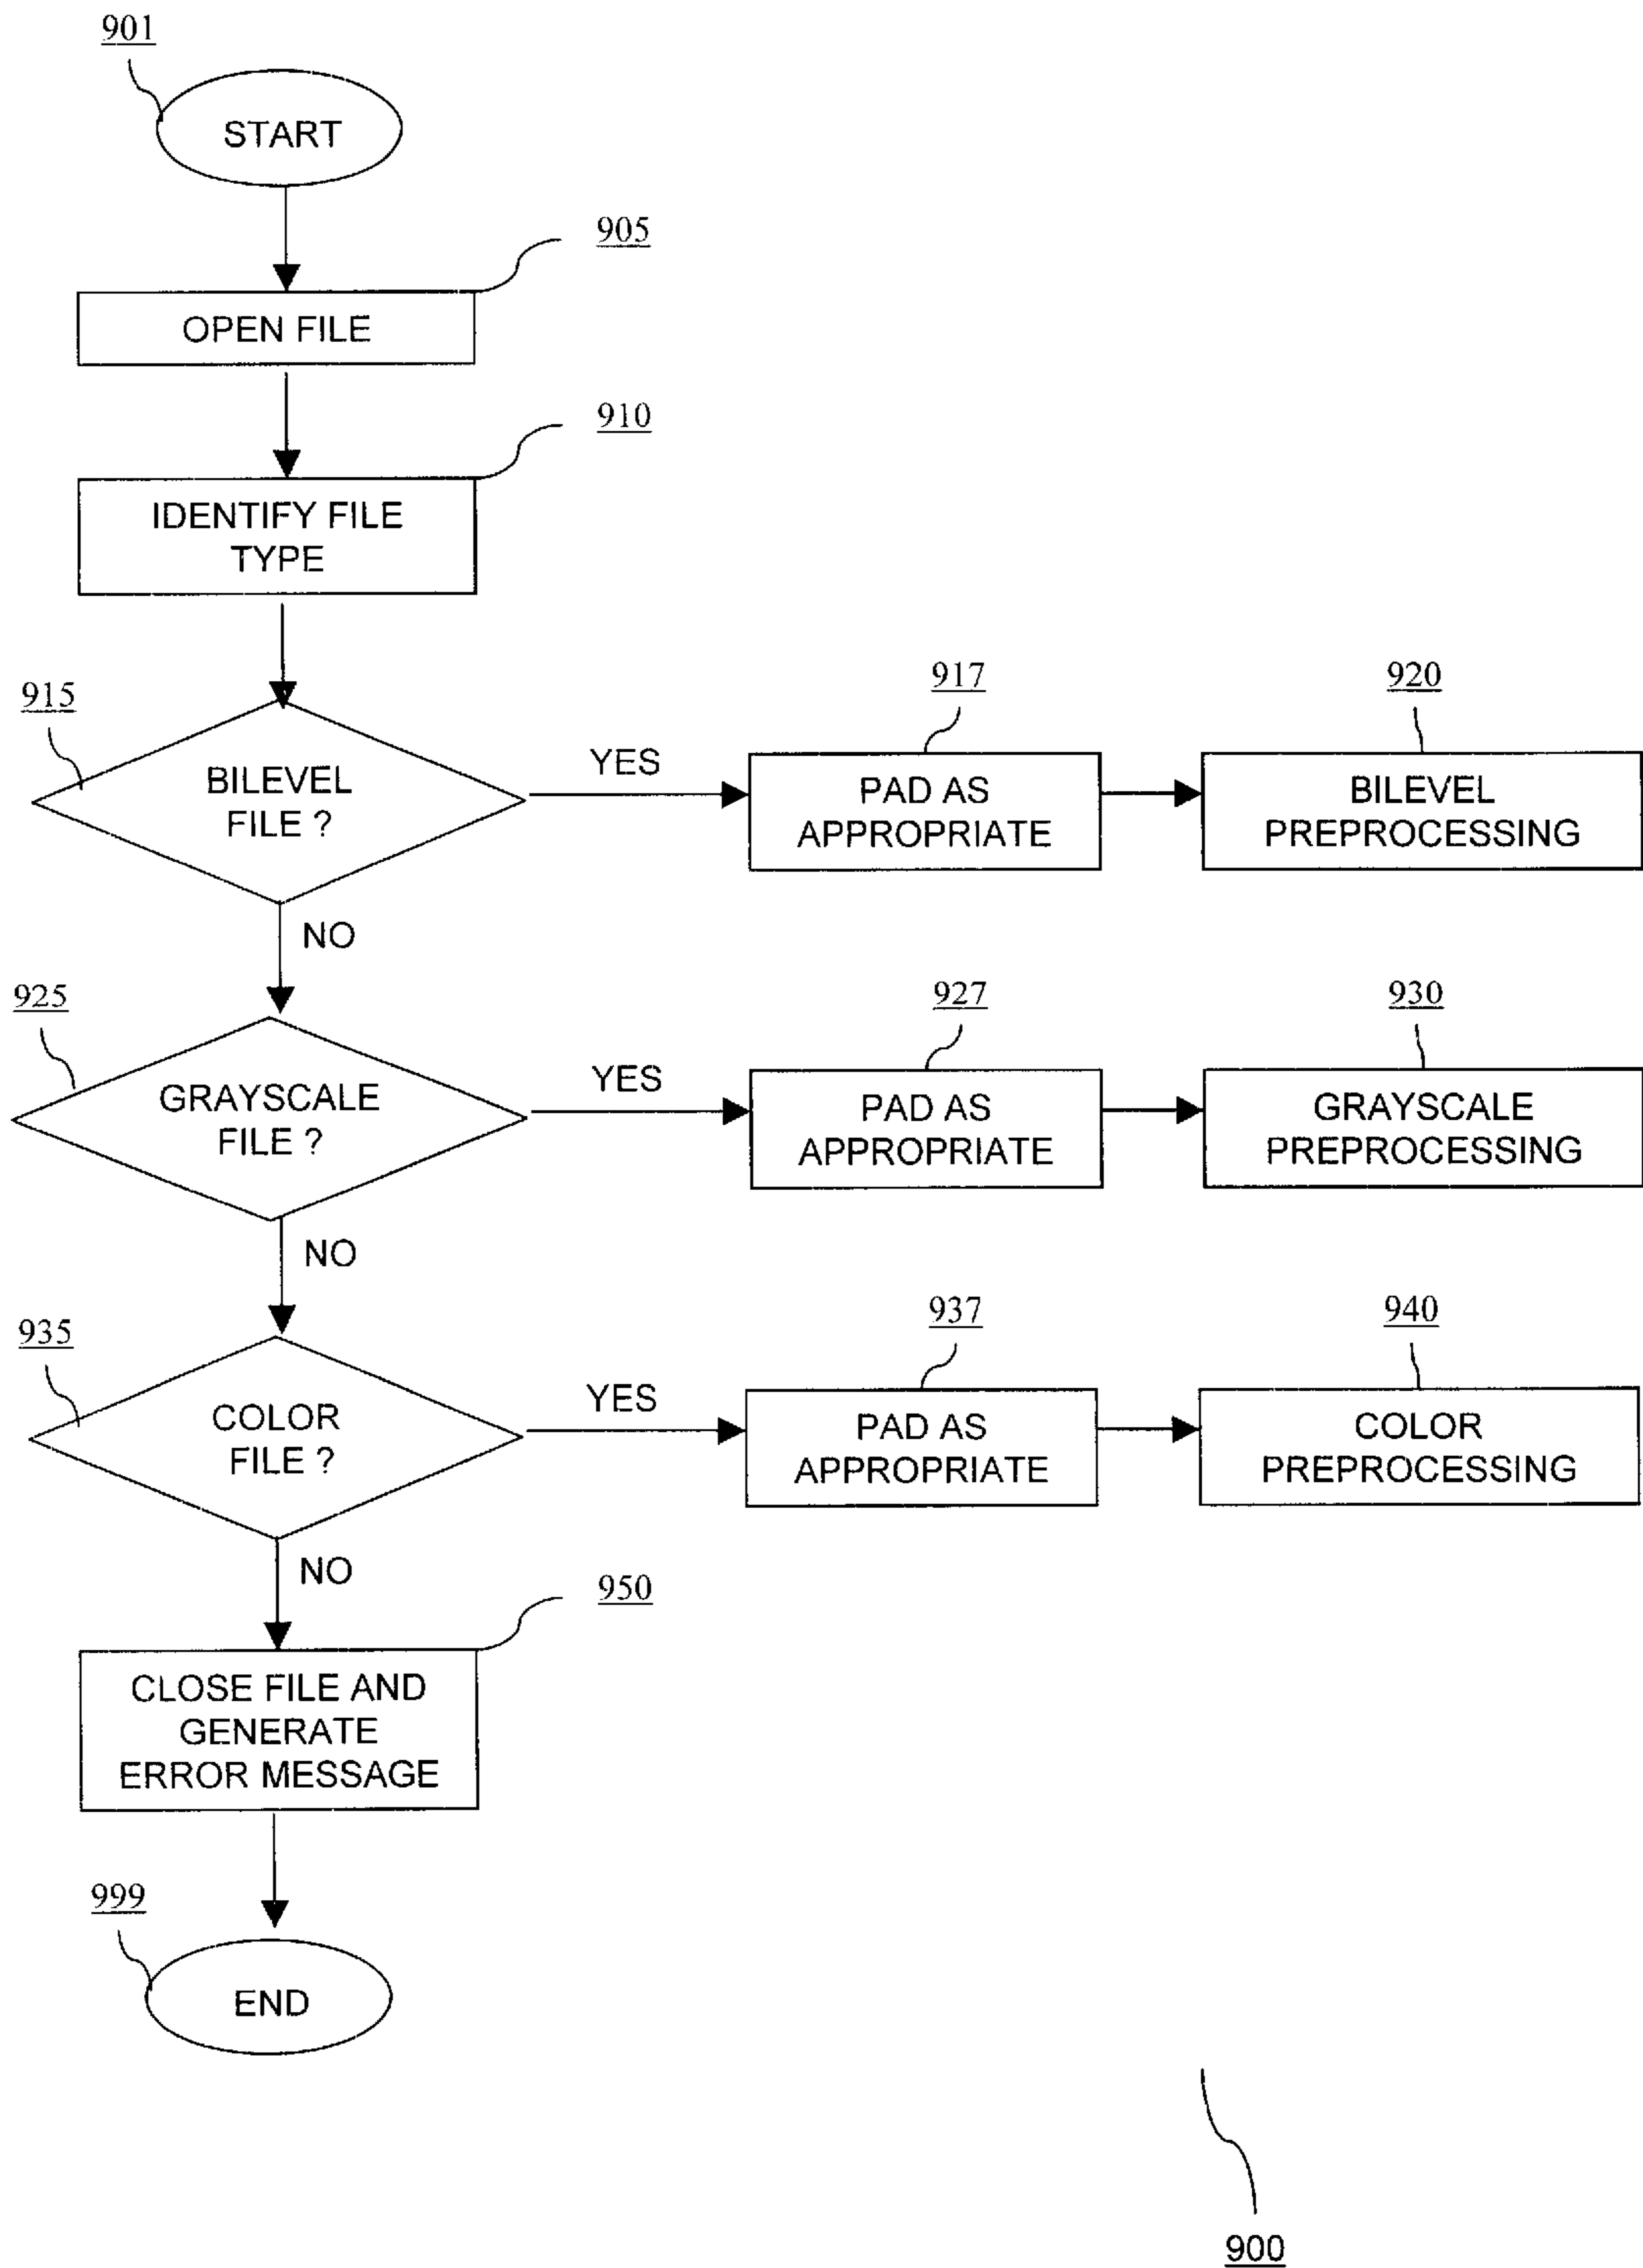 901
START
905
OPEN FILE
910
IDENTIFY FILE
TYPE
915
BILEVEL
FILE ?
YES
917
PAD AS
APPROPRIATE
920
BILEVEL
PREPROCESSING
NO
925
GRAYSCALE
FILE ?
YES
927
PAD AS
APPROPRIATE
930
GRAYSCALE
PREPROCESSING
NO
935
COLOR
FILE ?
YES
937
PAD AS
APPROPRIATE
940
COLOR
PREPROCESSING
NO
950
CLOSE FILE AND
GENERATE
ERROR MESSAGE
999
END
900